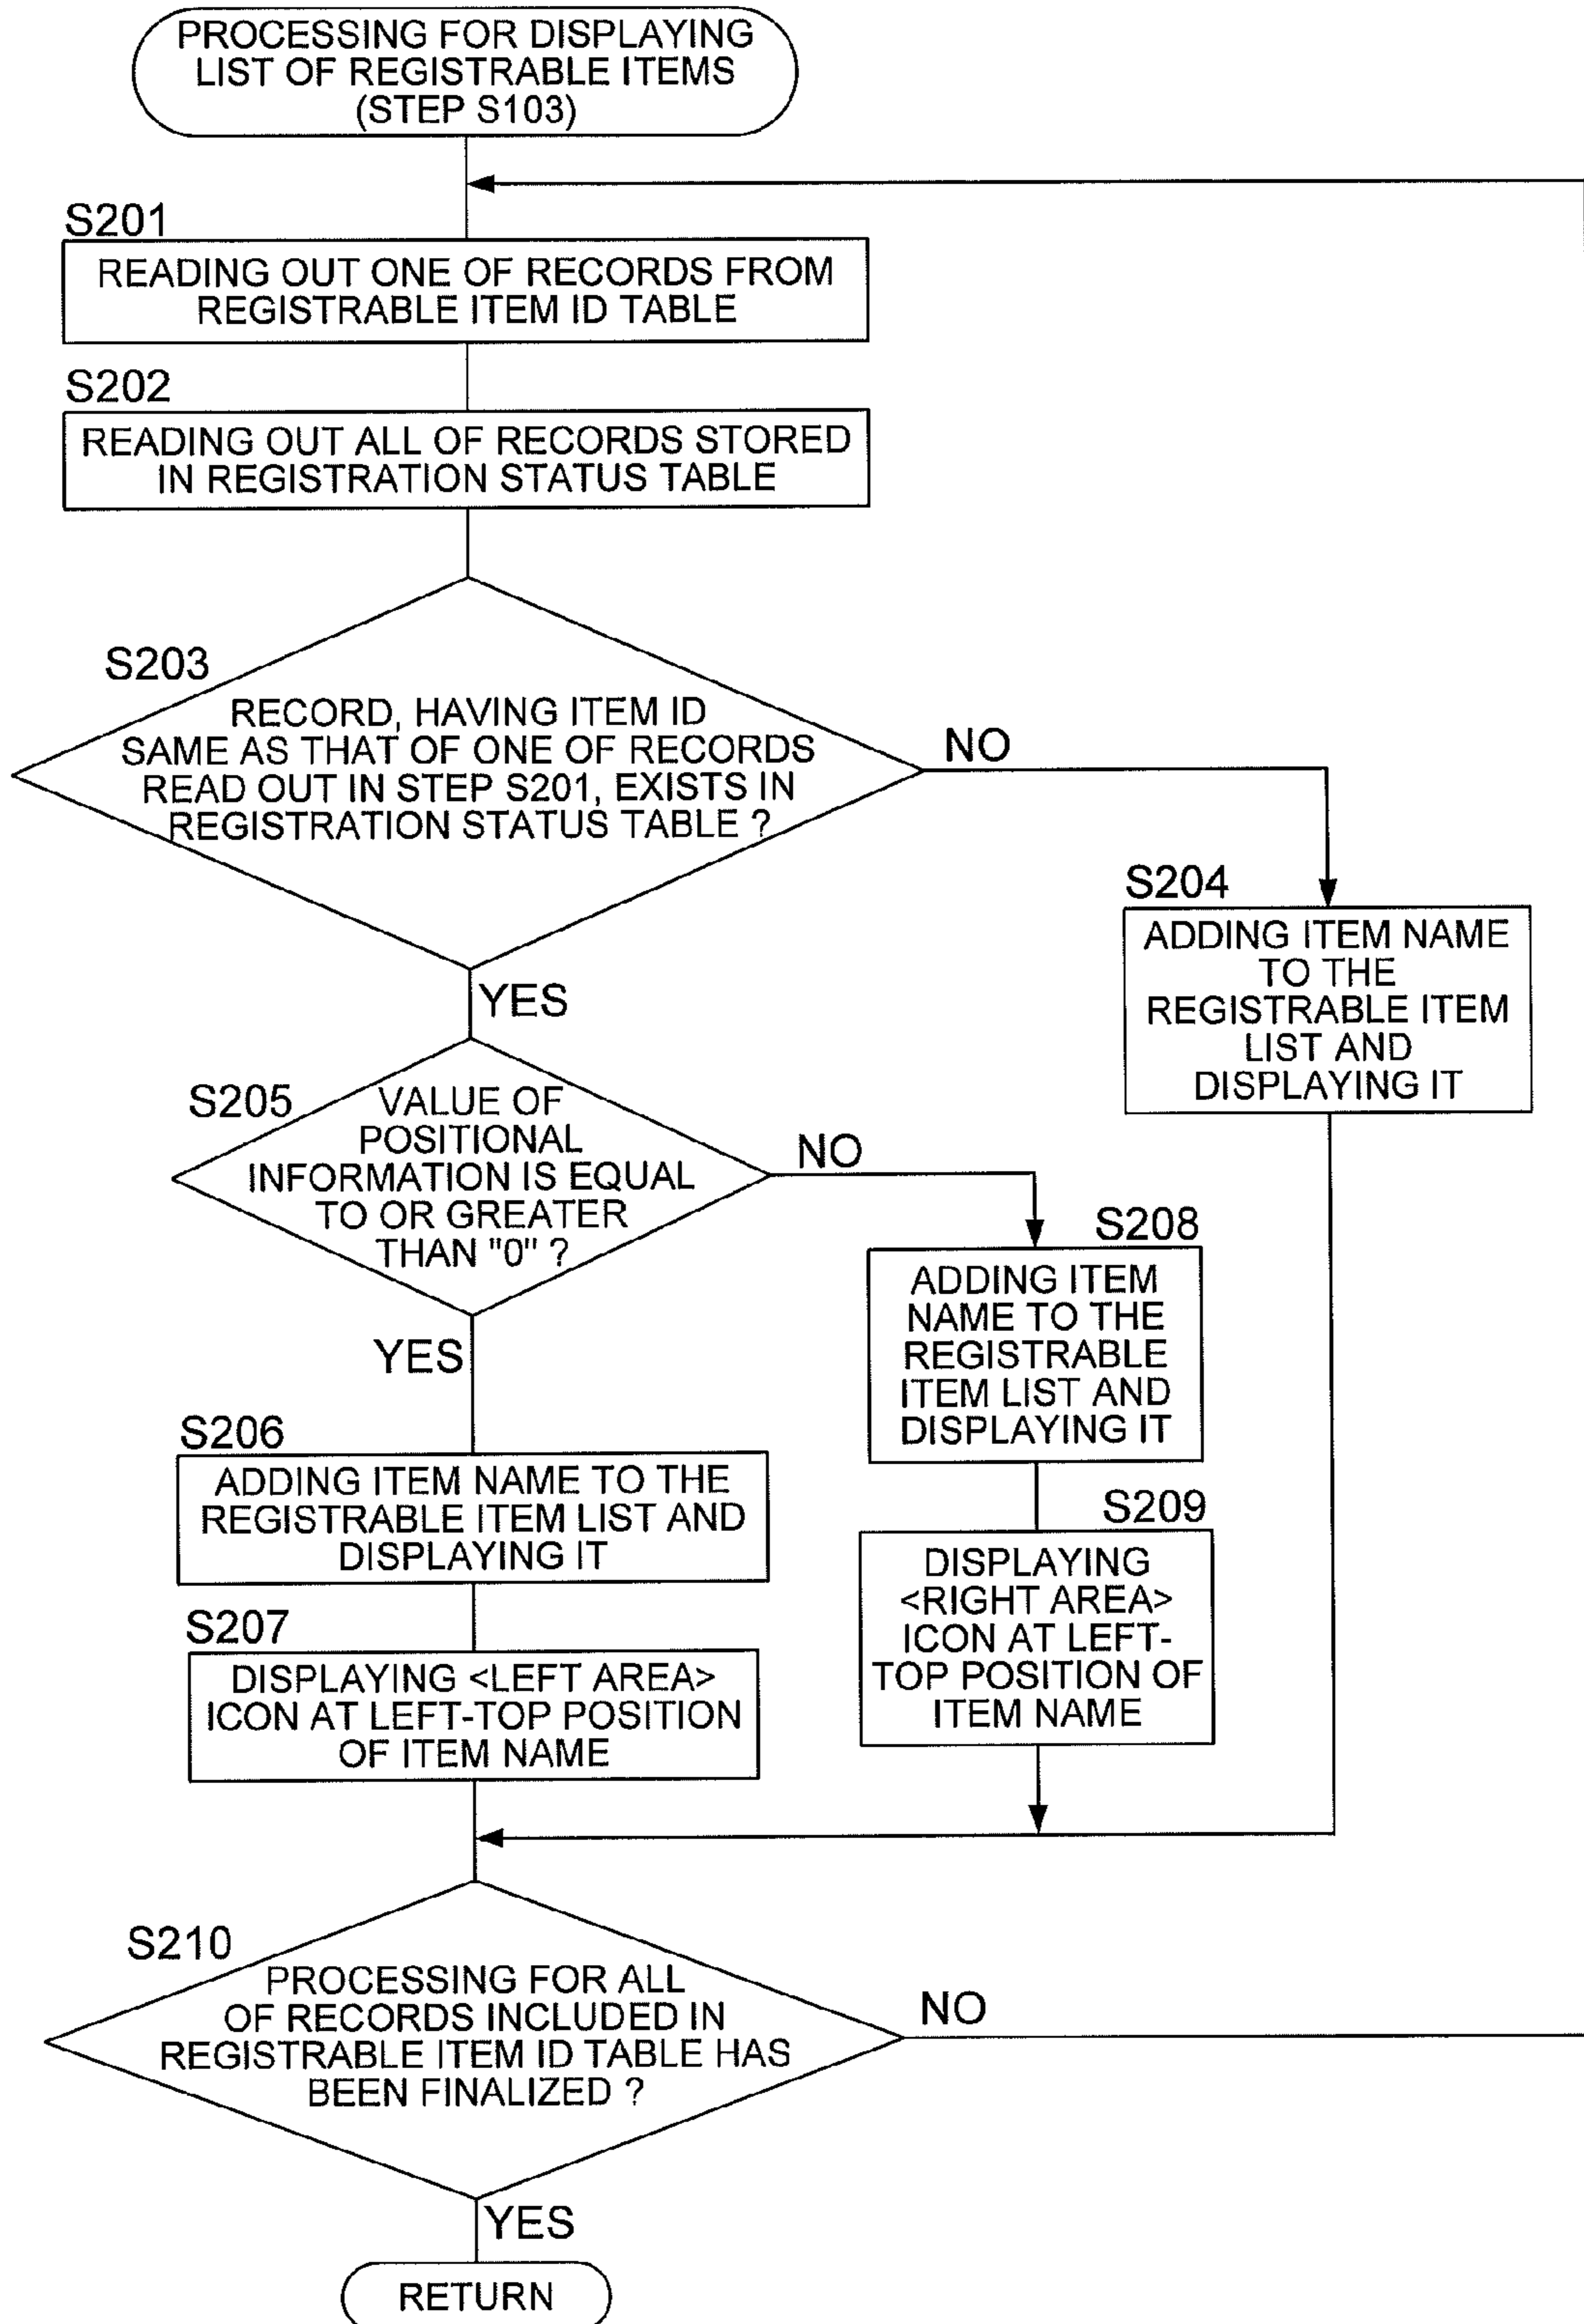 PROCESSING FOR DISPLAYING
LIST OF REGISTRABLE ITEMS
(STEP S103)
S201
READING OUT ONE OF RECORDS FROM
REGISTRABLE ITEM ID TABLE
S202
READING OUT ALL OF RECORDS STORED
IN REGISTRATION STATUS TABLE
S203
RECORD, HAVING ITEM ID
SAME AS THAT OF ONE OF RECORDS
READ OUT IN STEP S201, EXISTS IN
REGISTRATION STATUS TABLE ?
NO
YES
S204
ADDING ITEM NAME
TO THE
REGISTRABLE ITEM
LIST AND
DISPLAYING IT
S205
VALUE OF
POSITIONAL
INFORMATION IS EQUAL
TO OR GREATER
THAN "0" ?
NO
YES
S208
ADDING ITEM
NAME TO THE
REGISTRABLE
ITEM LIST AND
DISPLAYING IT
S206
ADDING ITEM NAME TO THE
REGISTRABLE ITEM LIST AND
DISPLAYING IT
S209
DISPLAYING
<RIGHT AREA>
ICON AT LEFT-
TOP POSITION OF
ITEM NAME
S207
DISPLAYING <LEFT AREA>
ICON AT LEFT-TOP POSITION
OF ITEM NAME
S210
PROCESSING FOR ALL
OF RECORDS INCLUDED IN
REGISTRABLE ITEM ID TABLE HAS
BEEN FINALIZED ?
NO
YES
RETURN